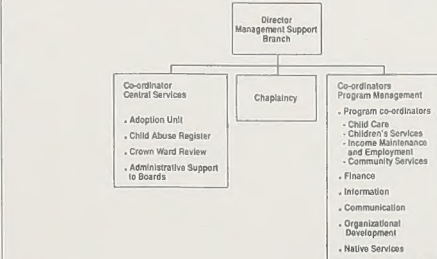 Director
Management Support
Branch
Co-ordinator
Central Services
. Adoption Unit
. Child Abuse Register
. Crown Ward Review
. Administrative Support
to Boards
Chaplaincy
Co-ordinators
Program Management
. Program co-ordinators
- Child Care
- Children's Services
- Income Maintenance
and Employment
- Community Services
. Finance
. Information
. Communication
. Organizational
Development
. Native Services